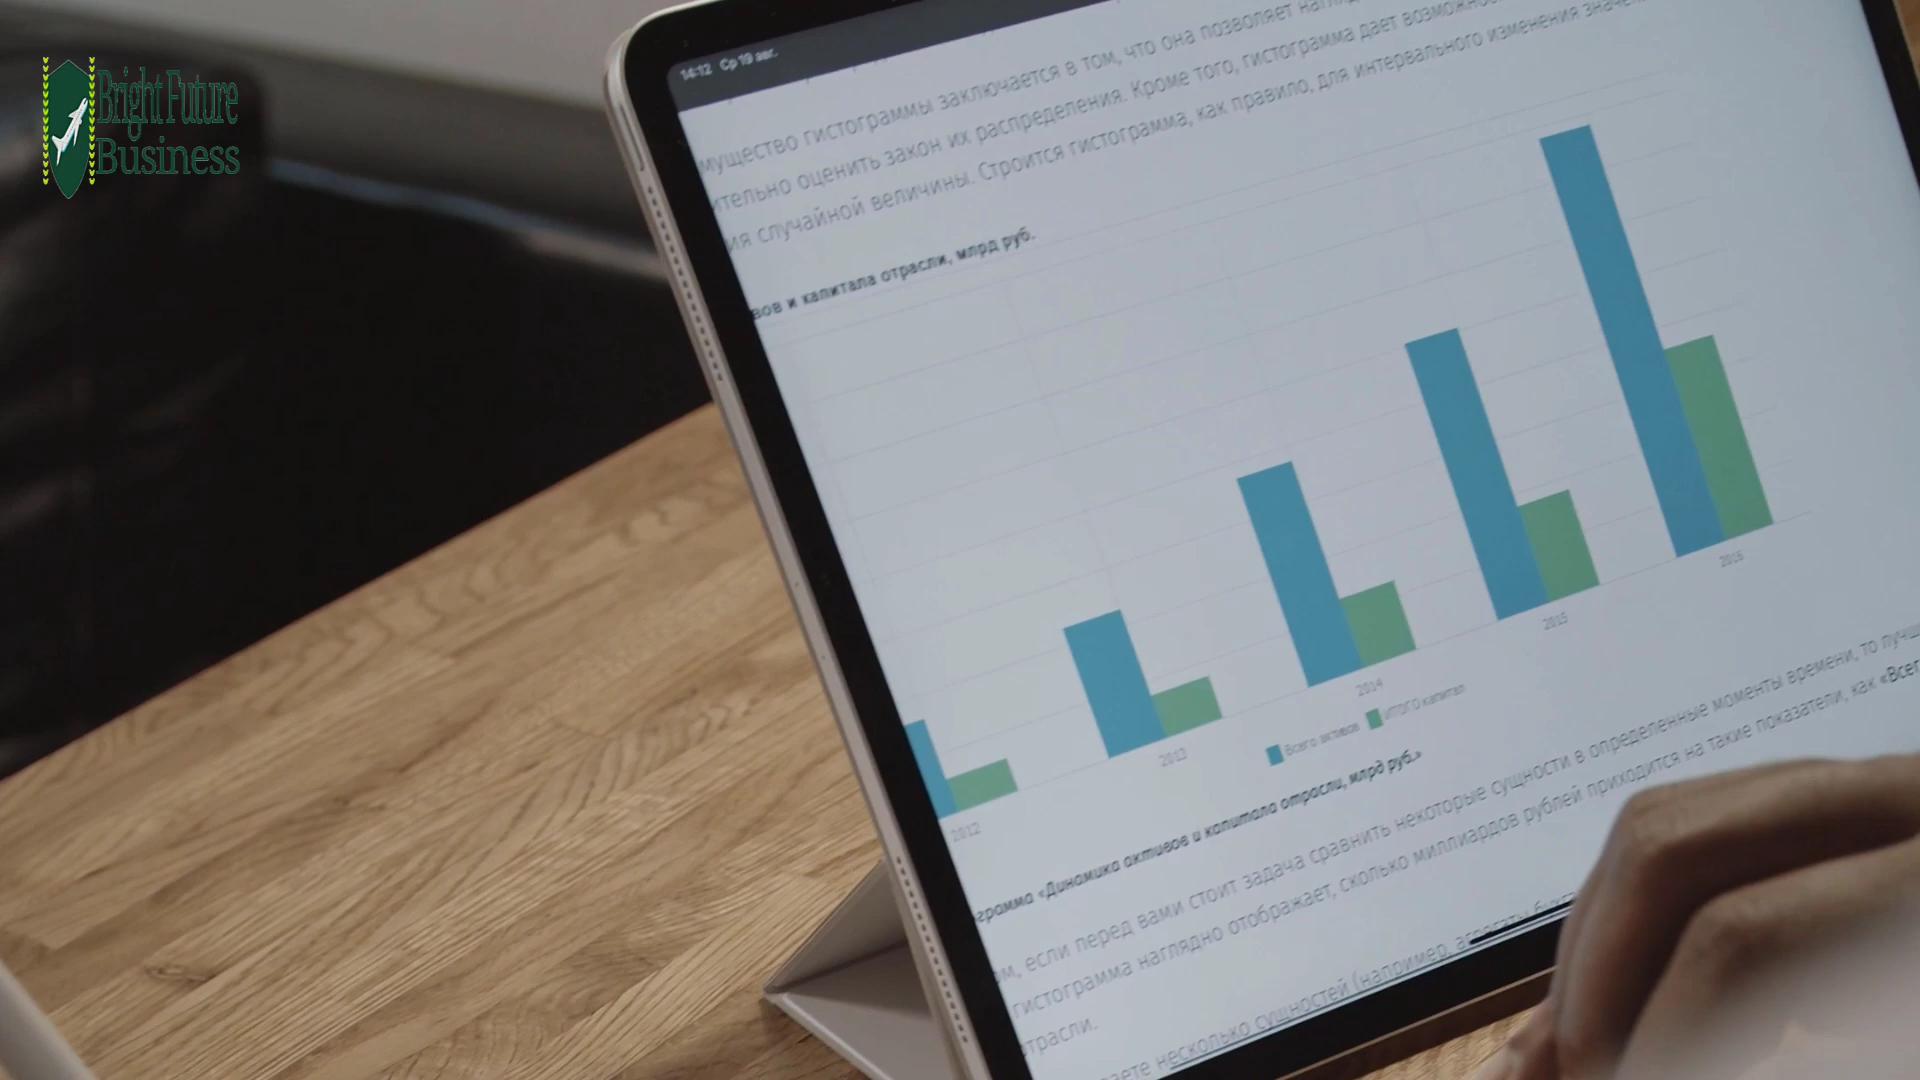 Bright Future
Business
14:12 Ср 19 авг.
мущество гистограммы заключается в том, что она позволяет
ительно оценить закон их распределения. Кроме того, гистограмма дает
ия случайной величины. Строится гистограмма, как правило, для интервального изменения
вов и капитала отрасли, млрд руб.
2012
2013
2014
2015
2016
Всего активов
ИТОГО капитал
грамма «Динамика активов и капитала отрасли, млрд руб.»
м, если перед вами стоит задача сравнить некоторые сущности в определенные моменты времени, то
гистограмма наглядно отображает, сколько миллиардов рублей приходится на такие показатели, как «Всег
трасли.
аете несколько сущностей (например,